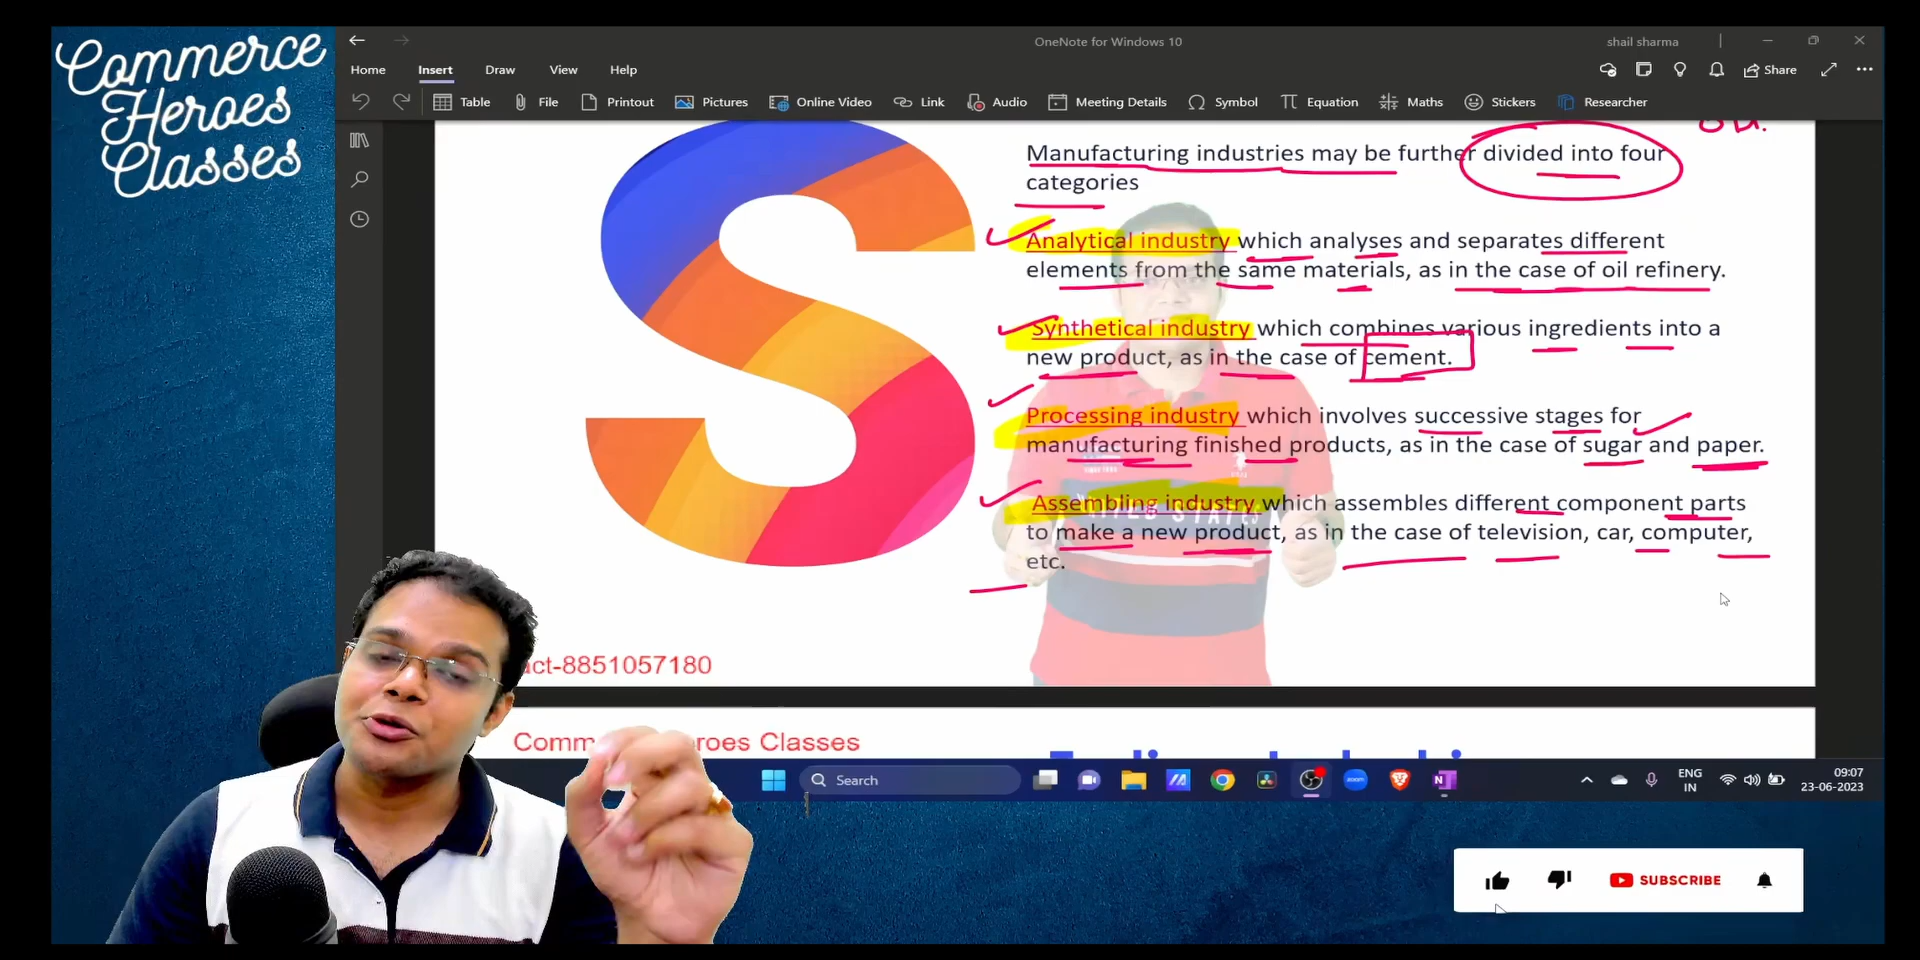 Commerce
Heroes
Classes
OneNote for Windows 10
shail sharma
Home Insert Draw View Help
Share
Table File Printout Pictures Online Video Link Audio Meeting Details Symbol Equation Maths Stickers Researcher
Manufacturing industries may be further divided into four
categories
Analytical industry which analyses and separates different
elements from the same materials, as in the case of oil refinery.
Synthetical industry which combines various ingredients into a
new product, as in the case of cement.
Processing industry which involves successive stages for
manufacturing finished products, as in the case of sugar and paper.
Assembling industry which assembles different component parts
to make a new product, as in the case of television, car, computer,
etc.
UNITED STATES
act-8851057180
Comm eroes Classes
Search
zoom
N
ENG
IN
09:07
23-06-2023
SUBSCRIBE